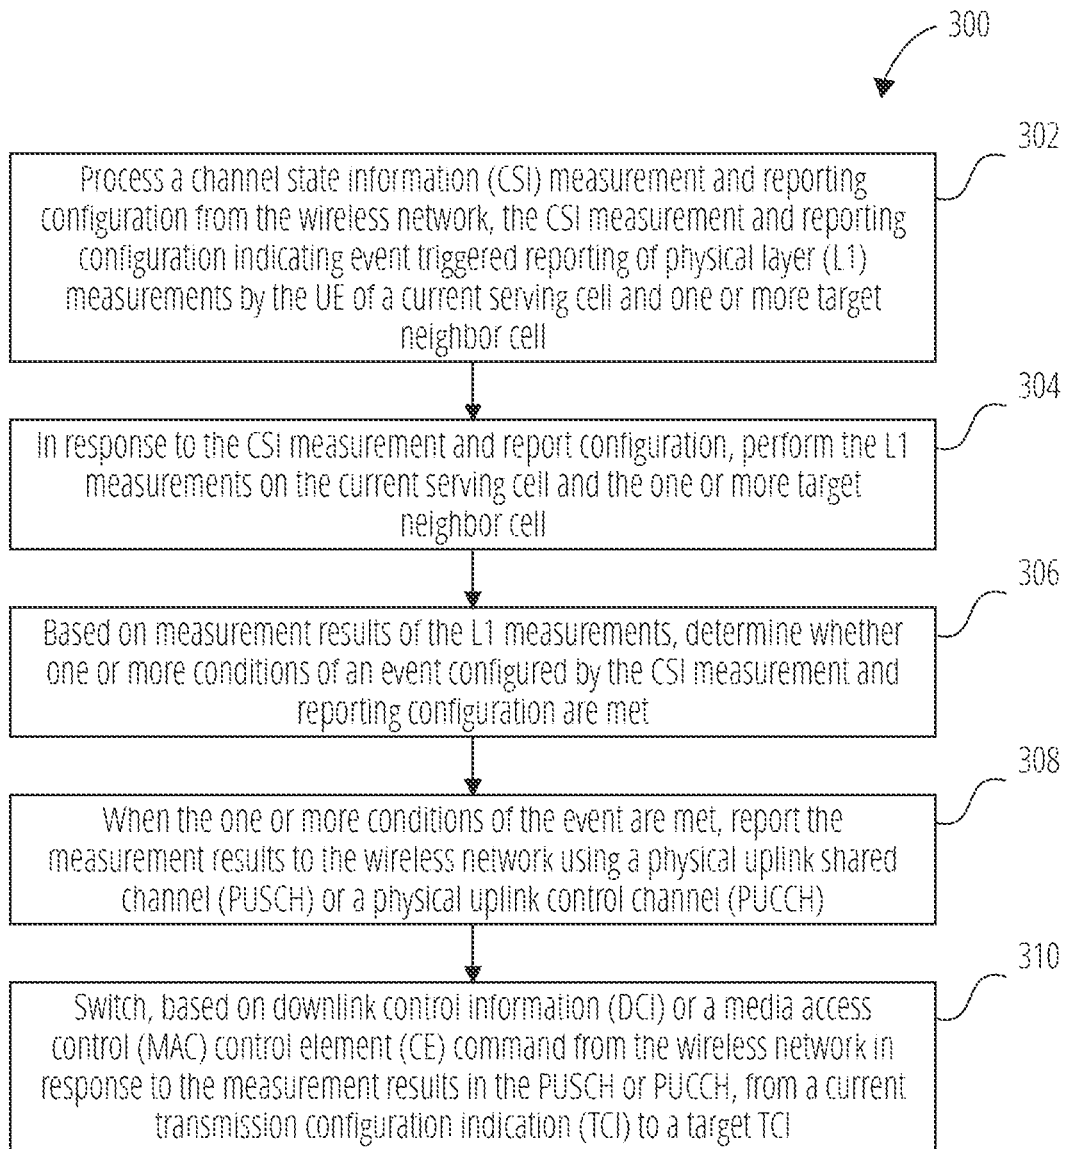 300
302
Process a channel state information (CSI) measurement and reporting
configuration from the wireless network, the CSI measurement and reporting
configuration indicating event triggered reporting of physical layer (L1)
measurements by the UE of a current serving cell and one or more target
neighbor cell
304
In response to the CSI measurement and report configuration, perform the L1
measurements on the current serving cell and the one or more target
neighbor cell
306
Based on measurement results of the L1 measurements, determine whether
one or more conditions of an event configured by the CSI measurement and
reporting configuration are met
308
When the one or more conditions of the event are met, report the
measurement results to the wireless network using a physical uplink shared
channel (PUSCH) or a physical uplink control channel (PUCCH)
310
Switch, based on downlink control information (DCI) or a media access
control (MAC) control element (CE) command from the wireless network in
response to the measurement results in the PUSCH or PUCCH, from a current
transmission configuration indication (TCI) to a target TCI